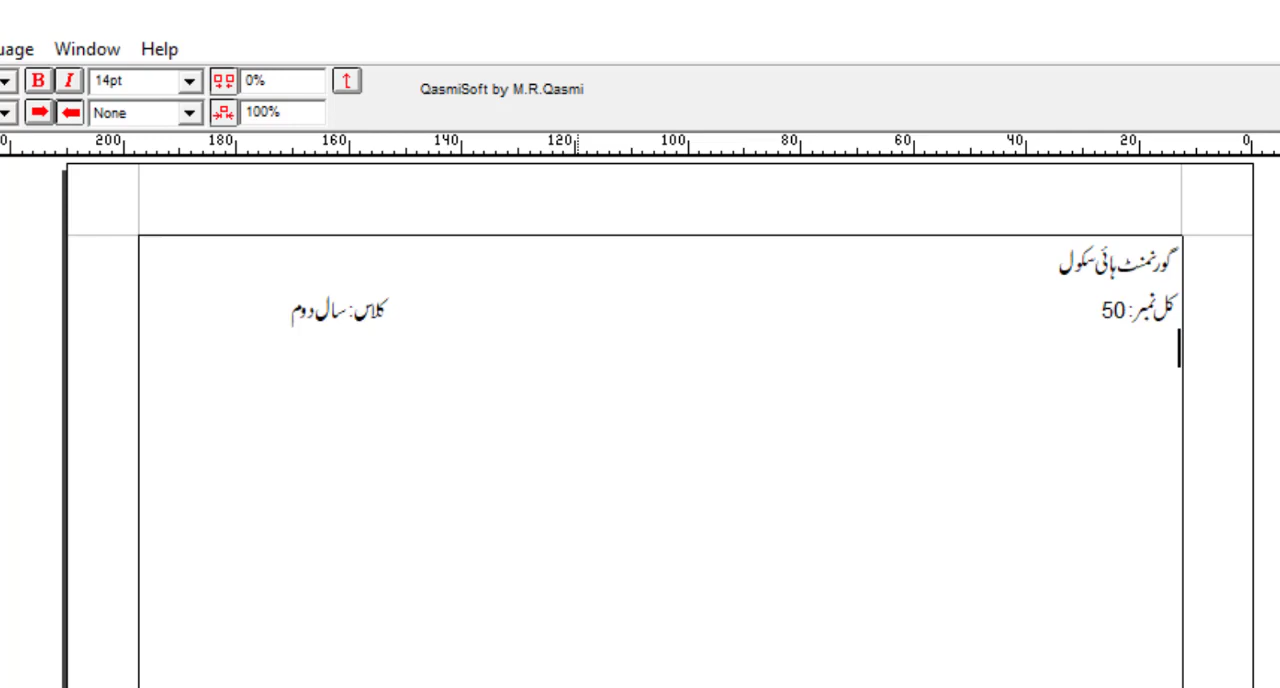 uage Window Help
B I 14pt 0% QasmiSoft by M.R.Qasmi
None 100%
0 200 180 160 140 120 100 80 60 40 20 0
گورنمنٹ ہائی سکول
کل نمبر: 50 کلاس: سال دوم